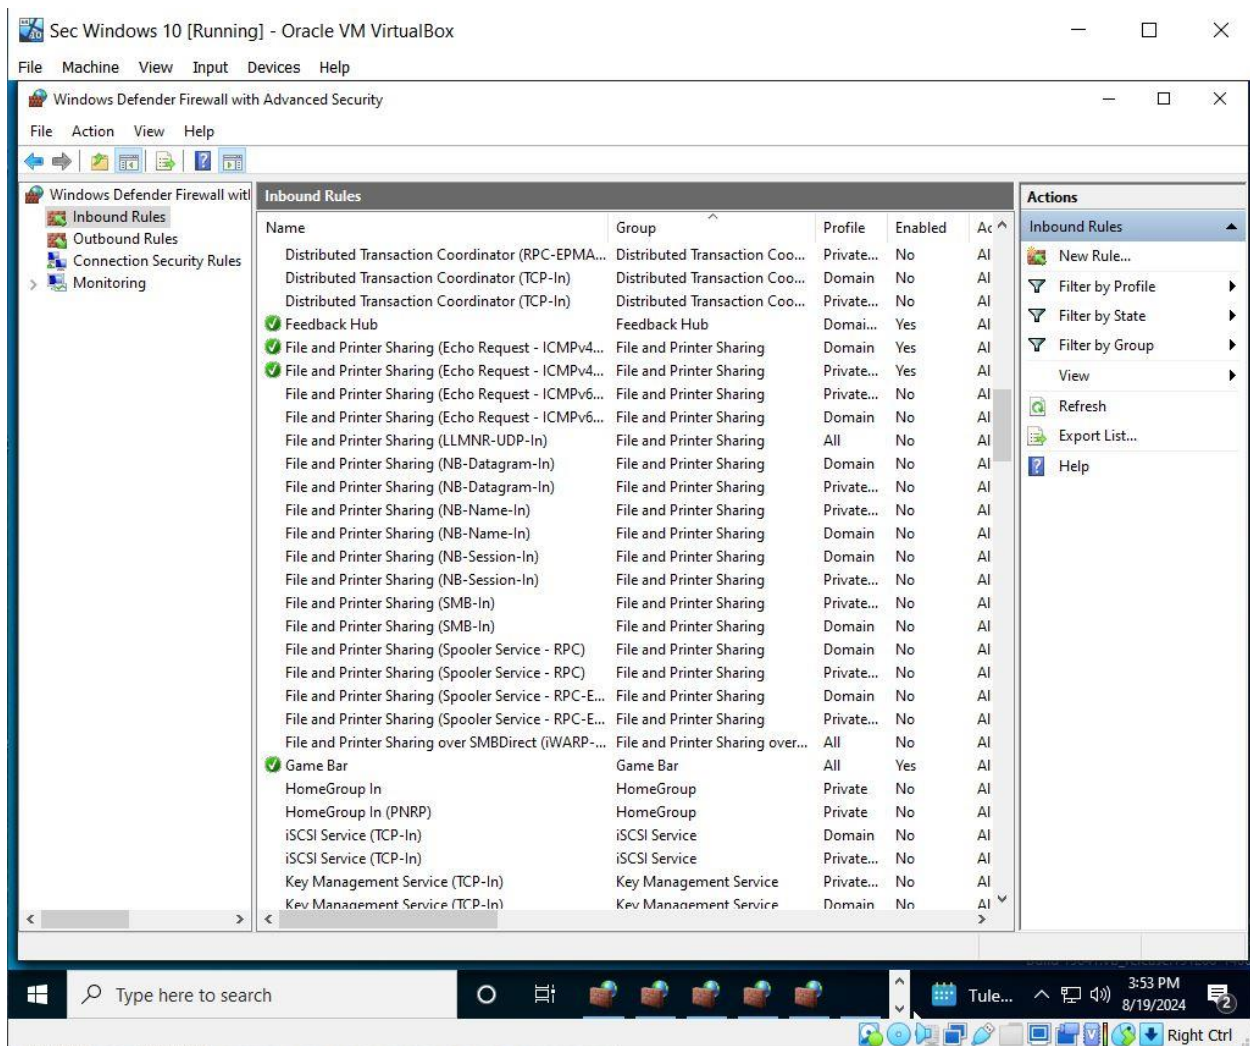 Sec Windows 10 [Running] - Oracle VM VirtualBox
File Machine View Input Devices Help
Windows Defender Firewall with Advanced Security
File Action View Help
Windows Defender Firewall witl
Inbound Rules
Outbound Rules
Connection Security Rules
Monitoring
Inbound Rules
Name Group Profile Enabled Ac
Distributed Transaction Coordinator (RPC-EPMA... Distributed Transaction Coo... Private... No Al
Distributed Transaction Coordinator (TCP-In) Distributed Transaction Coo... Domain No Al
Distributed Transaction Coordinator (TCP-In) Distributed Transaction Coo... Private... No Al
Feedback Hub Feedback Hub Domai... Yes Al
File and Printer Sharing (Echo Request - ICMPv4... File and Printer Sharing Domain Yes Al
File and Printer Sharing (Echo Request - ICMPv4... File and Printer Sharing Private... Yes Al
File and Printer Sharing (Echo Request - ICMPv6... File and Printer Sharing Private... No Al
File and Printer Sharing (Echo Request - ICMPv6... File and Printer Sharing Domain No Al
File and Printer Sharing (LLMNR-UDP-In) File and Printer Sharing All No Al
File and Printer Sharing (NB-Datagram-In) File and Printer Sharing Domain No Al
File and Printer Sharing (NB-Datagram-In) File and Printer Sharing Private... No Al
File and Printer Sharing (NB-Name-In) File and Printer Sharing Private... No Al
File and Printer Sharing (NB-Name-In) File and Printer Sharing Domain No Al
File and Printer Sharing (NB-Session-In) File and Printer Sharing Domain No Al
File and Printer Sharing (NB-Session-In) File and Printer Sharing Private... No Al
File and Printer Sharing (SMB-In) File and Printer Sharing Private... No Al
File and Printer Sharing (SMB-In) File and Printer Sharing Domain No Al
File and Printer Sharing (Spooler Service - RPC) File and Printer Sharing Domain No Al
File and Printer Sharing (Spooler Service - RPC) File and Printer Sharing Private... No Al
File and Printer Sharing (Spooler Service - RPC-E... File and Printer Sharing Domain No Al
File and Printer Sharing (Spooler Service - RPC-E... File and Printer Sharing Private... No Al
File and Printer Sharing over SMBDirect (iWARP-... File and Printer Sharing over... All No Al
Game Bar Game Bar All Yes Al
HomeGroup In HomeGroup Private No Al
HomeGroup In (PNRP) HomeGroup Private No Al
iSCSI Service (TCP-In) iSCSI Service Domain No Al
iSCSI Service (TCP-In) iSCSI Service Private... No Al
Key Management Service (TCP-In) Key Management Service Private... No Al
Key Management Service (TCP-In) Key Management Service Domain No Al
Actions
Inbound Rules
New Rule...
Filter by Profile
Filter by State
Filter by Group
View
Refresh
Export List...
Help
Type here to search
Tule...
3:53 PM
8/19/2024
2
Right Ctrl